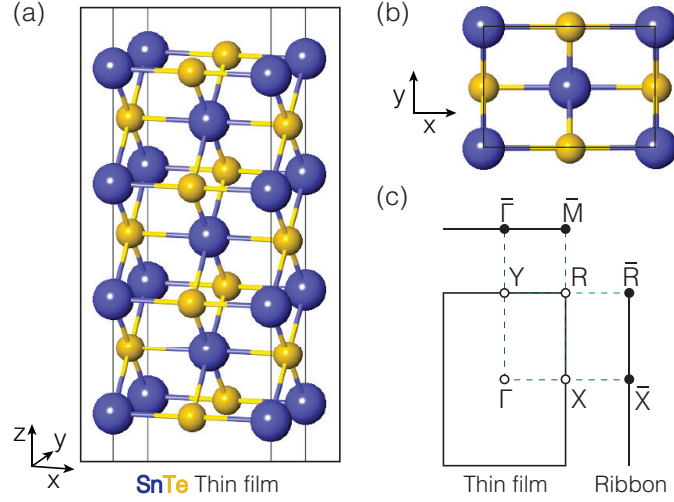 (a)
z
y
x
SnTe Thin film
(b)
y
x
(c)
Γ̄ M̄
Y R R̄
Γ X X̄
Thin film Ribbon